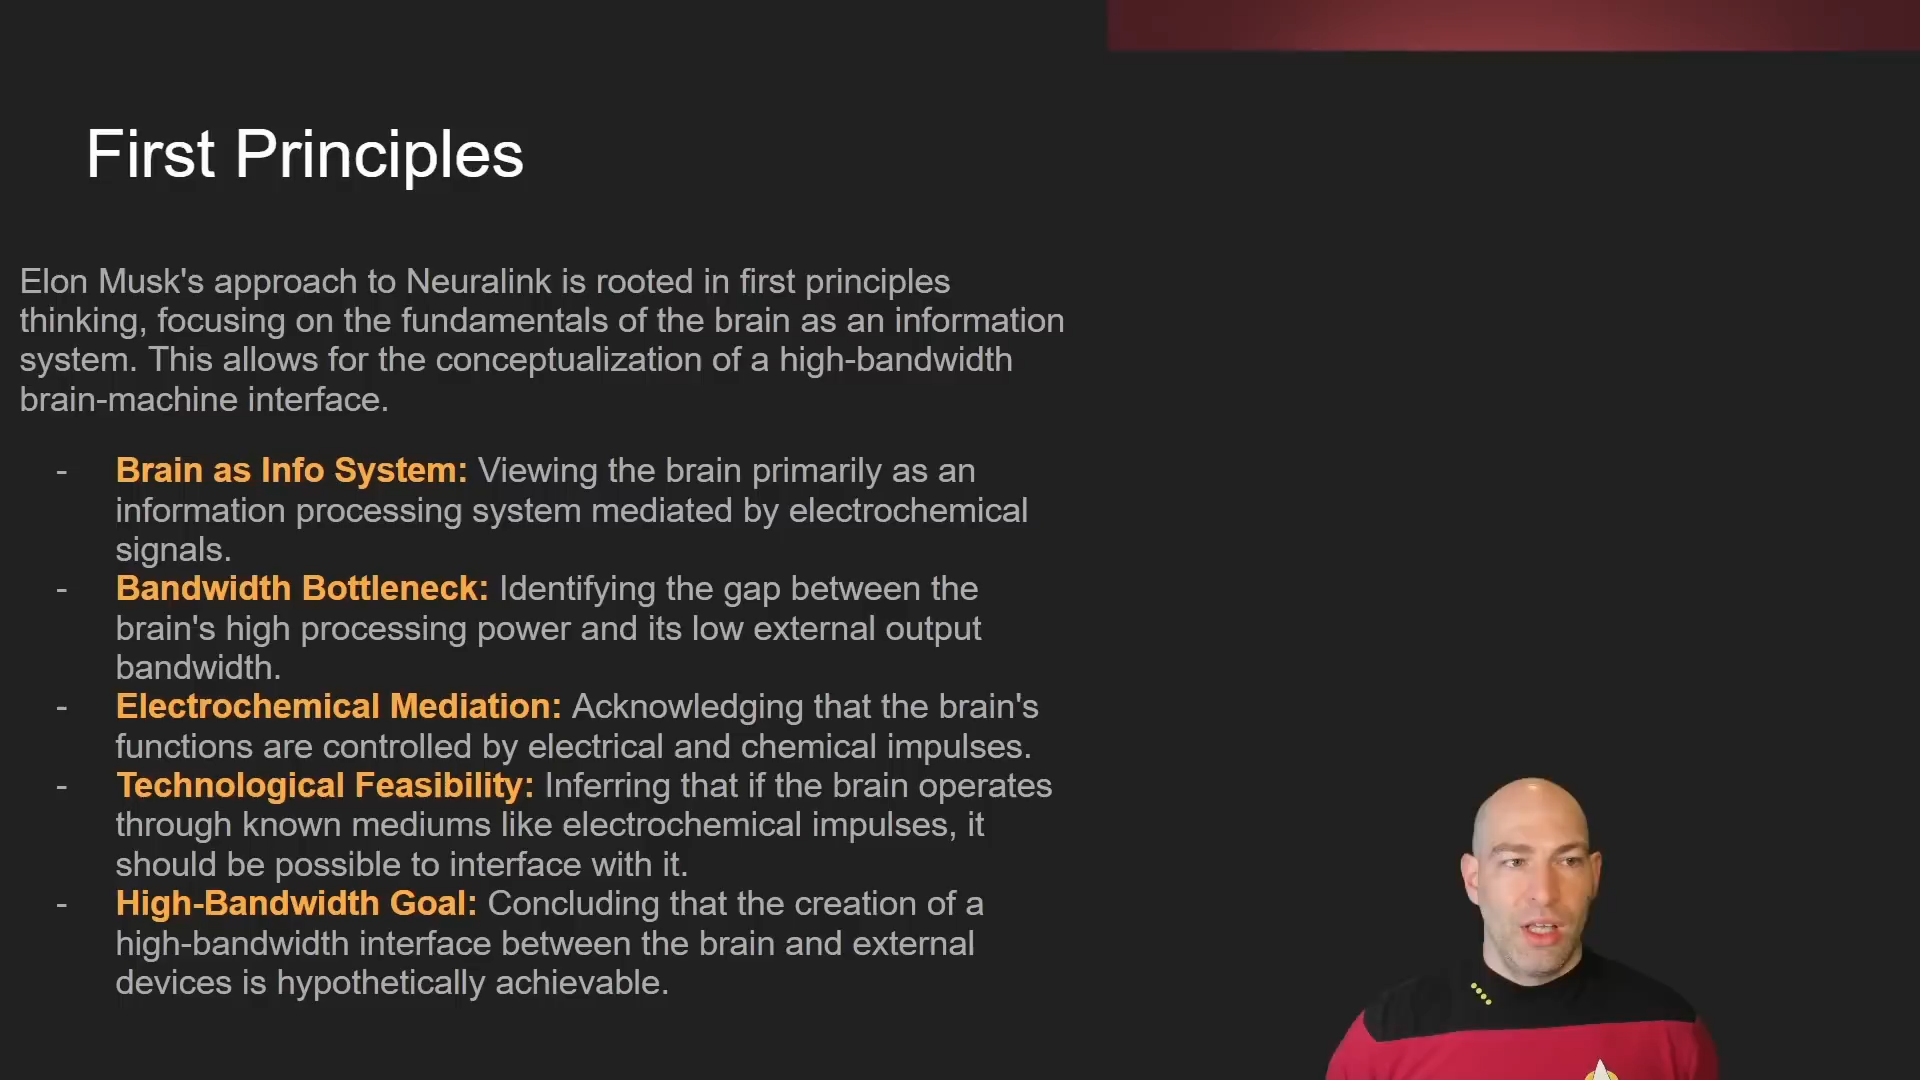 First Principles
Elon Musk's approach to Neuralink is rooted in first principles
thinking, focusing on the fundamentals of the brain as an information
system. This allows for the conceptualization of a high-bandwidth
brain-machine interface.
- Brain as Info System: Viewing the brain primarily as an
information processing system mediated by electrochemical
signals.
- Bandwidth Bottleneck: Identifying the gap between the
brain's high processing power and its low external output
bandwidth.
- Electrochemical Mediation: Acknowledging that the brain's
functions are controlled by electrical and chemical impulses.
- Technological Feasibility: Inferring that if the brain operates
through known mediums like electrochemical impulses, it
should be possible to interface with it.
- High-Bandwidth Goal: Concluding that the creation of a
high-bandwidth interface between the brain and external
devices is hypothetically achievable.